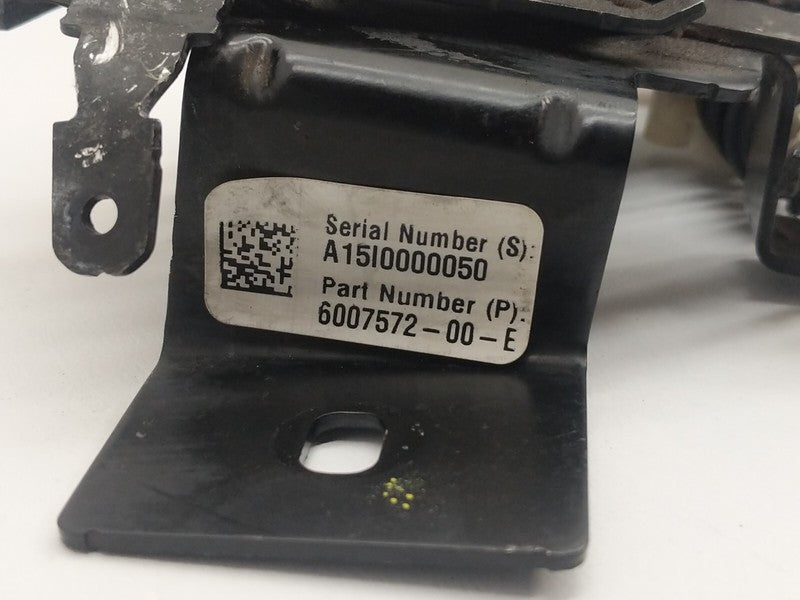 Serial Number (S):
A15I0000050
Part Number (P):
6007572-00-E